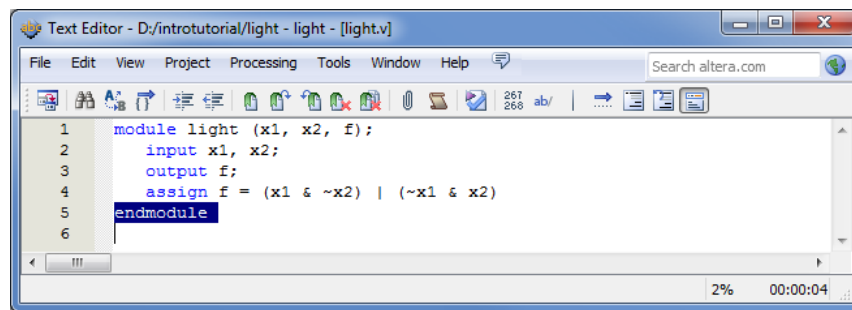 Text Editor - D:/introtutorial/light - light - [light.v]
File Edit View Project Processing Tools Window Help
Search altera.com
267
268
ab/
1 module light (x1, x2, f);
2 input x1, x2;
3 output f;
4 assign f = (x1 & ~x2) | (~x1 & x2)
5 endmodule
6
2% 00:00:04